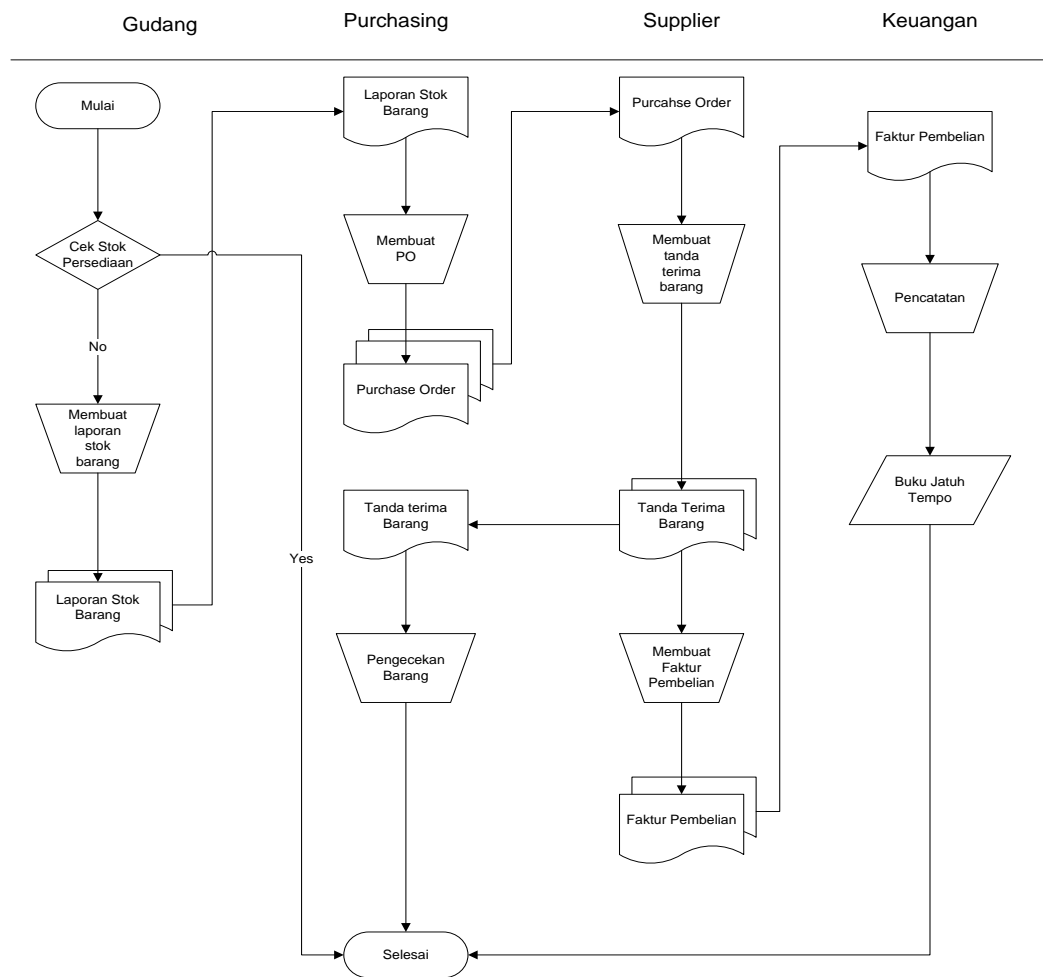 Gudang
Purchasing
Supplier
Keuangan
Mulai
Cek Stok
Persediaan
No
Membuat
laporan
stok
barang
Laporan Stok
Barang
Yes
Laporan Stok
Barang
Membuat
PO
Purchase Order
Tanda terima
Barang
Pengecekan
Barang
Selesai
Purcahse Order
Membuat
tanda
terima
barang
Tanda Terima
Barang
Membuat
Faktur
Pembelian
Faktur Pembelian
Faktur Pembelian
Pencatatan
Buku Jatuh
Tempo